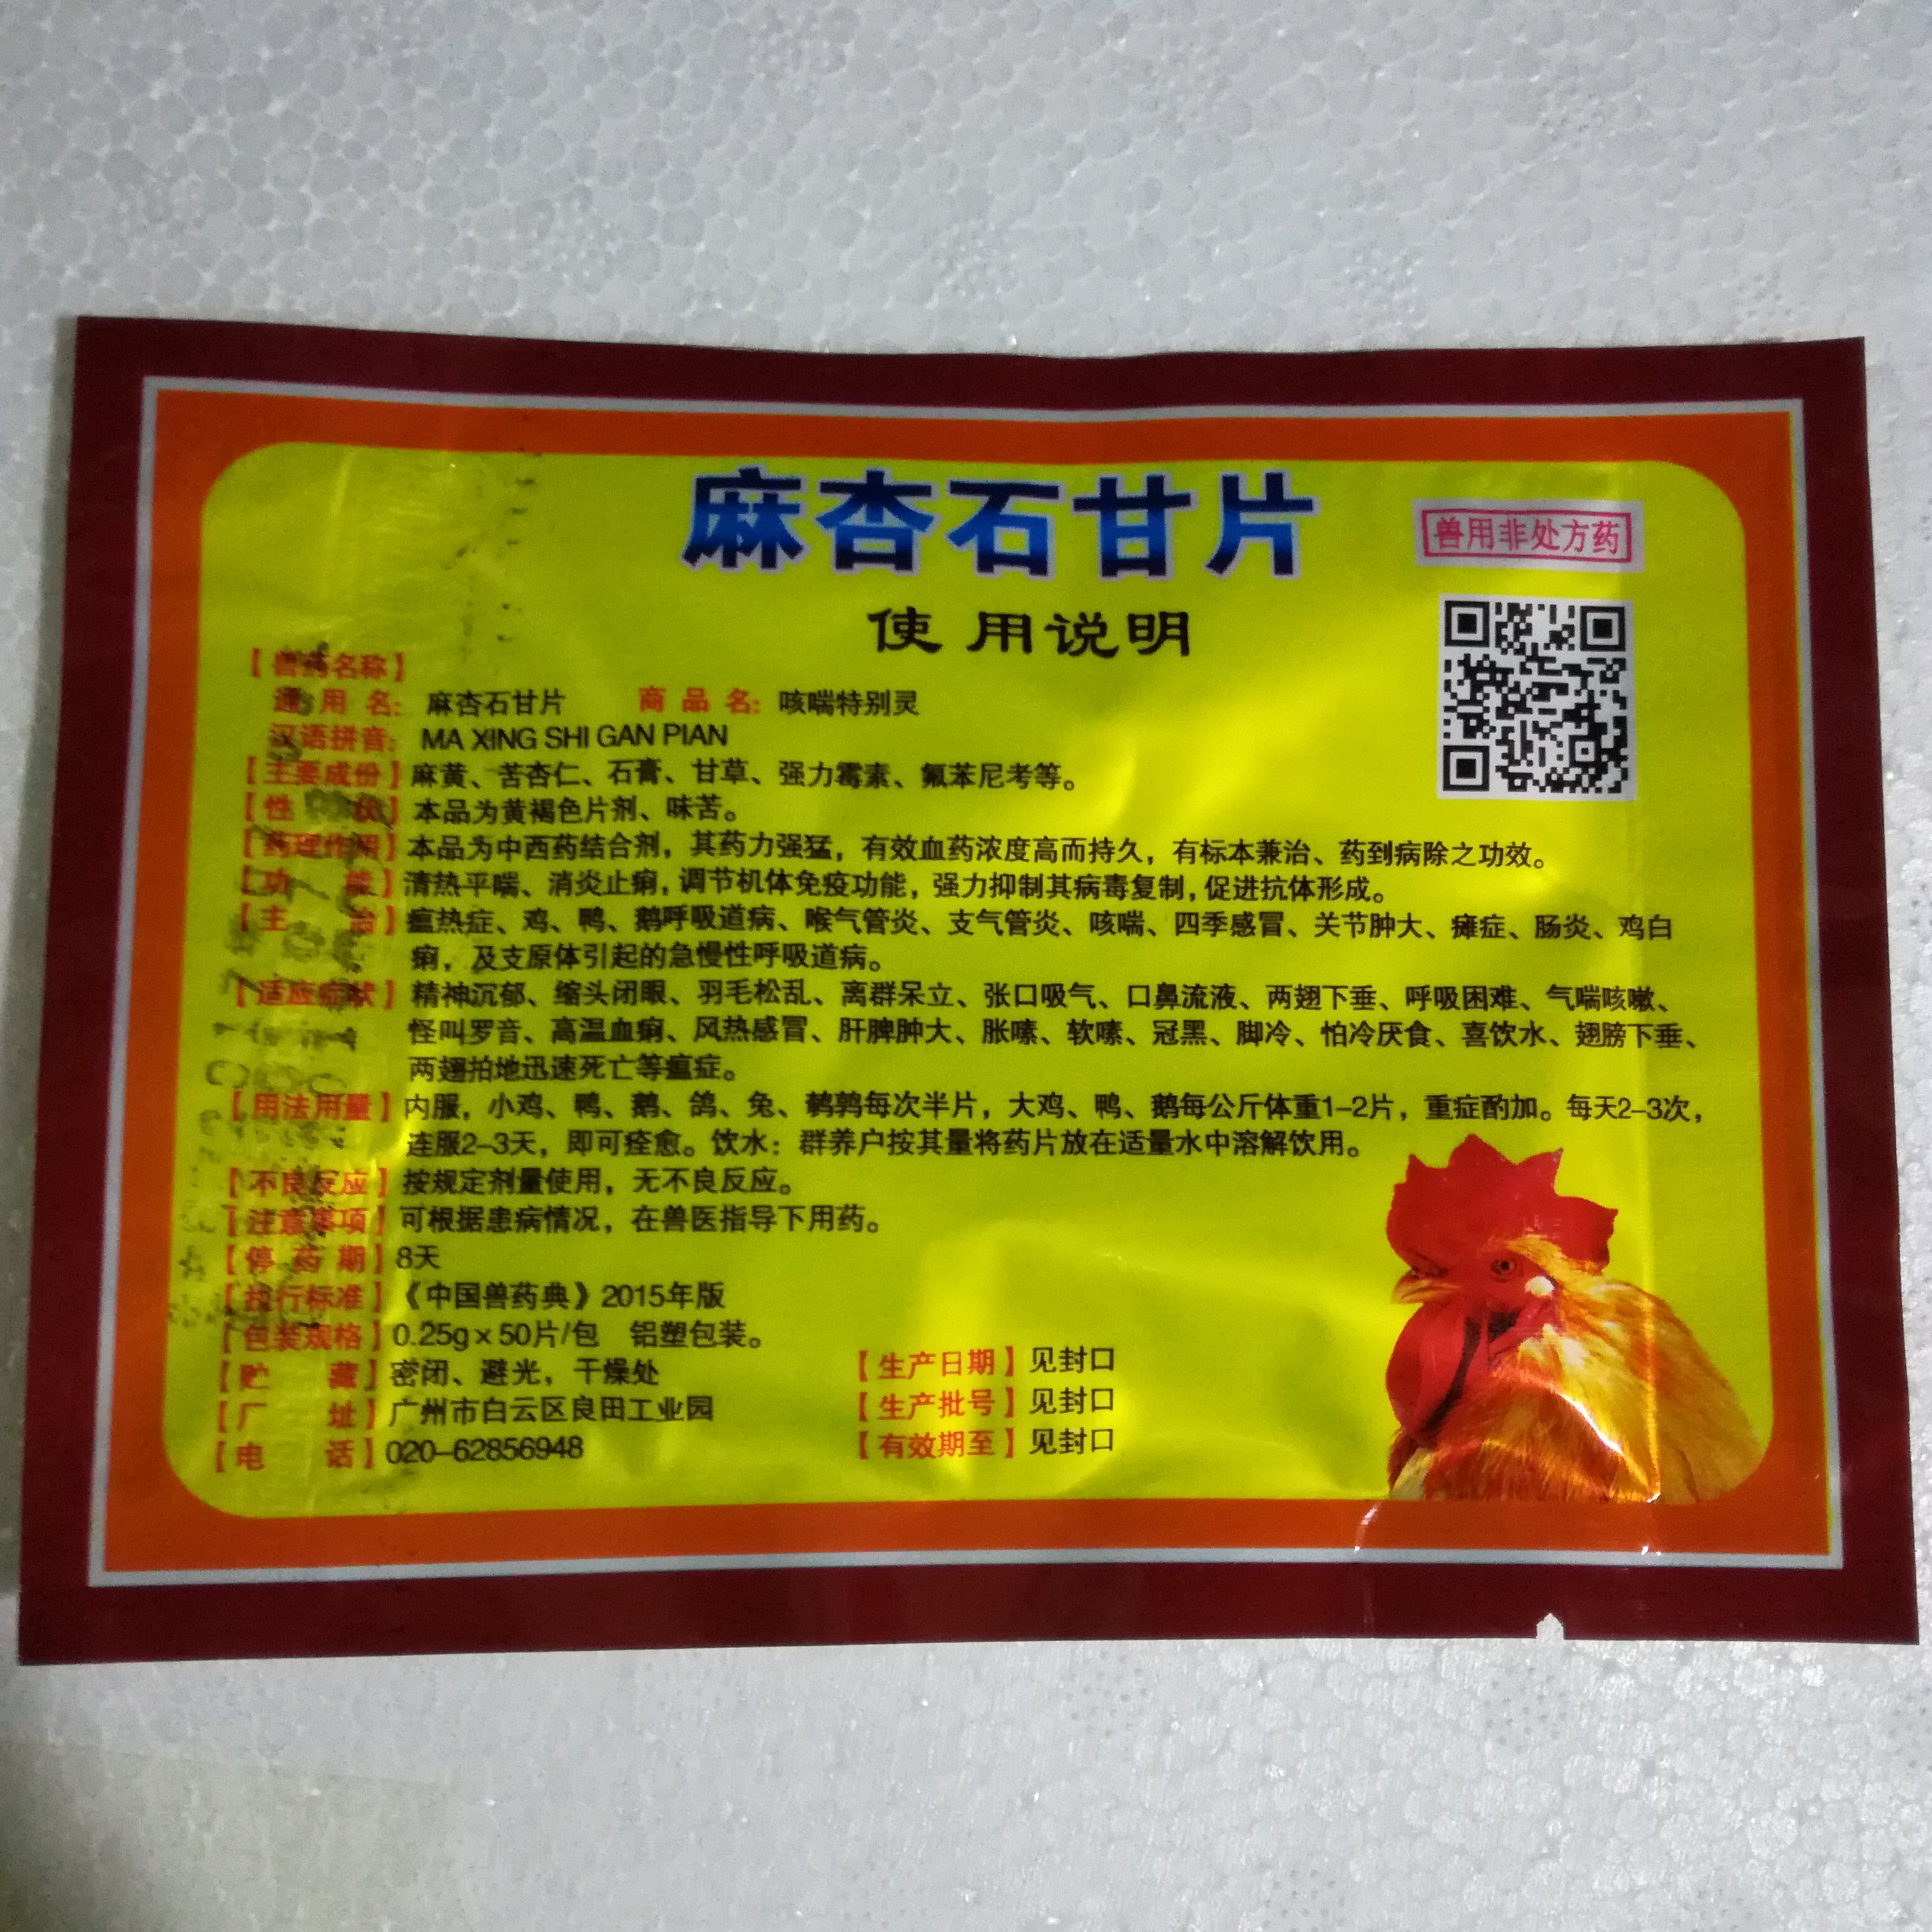 麻杏石甘片
兽用非处方药
使用说明
【兽药名称】
通用名：麻杏石甘片 商品名：咳喘特别灵
汉语拼音：MA XING SHI GAN PIAN
【主要成份】麻黄、苦杏仁、石膏、甘草、强力霉素、氟苯尼考等。
【性 状】本品为黄褐色片剂、味苦。
【药理作用】本品为中西药结合剂，其药力强猛，有效血药浓度高而持久，有标本兼治、药到病除之功效。
【功 能】清热平喘、消炎止痢，调节机体免疫功能，强力抑制其病毒复制，促进抗体形成。
【主 治】瘟热症、鸡、鸭、鹅呼吸道病、喉气管炎、支气管炎、咳喘、四季感冒、关节肿大、瘫症、肠炎、鸡白
痢，及支原体引起的急慢性呼吸道病。
【适应症状】精神沉郁、缩头闭眼、羽毛松乱、离群呆立、张口吸气、口鼻流液、两翅下垂、呼吸困难、气喘咳嗽、
怪叫罗音、高温血痢、风热感冒、肝脾肿大、胀嗉、软嗉、冠黑、脚冷、怕冷厌食、喜饮水、翅膀下垂、
两翅拍地迅速死亡等瘟症。
【用法用量】内服，小鸡、鸭、鹅、鸽、兔、鹌鹑每次半片，大鸡、鸭、鹅每公斤体重1-2片，重症酌加。每天2-3次，
连服2-3天，即可痊愈。饮水：群养户按其量将药片放在适量水中溶解饮用。
【不良反应】按规定剂量使用，无不良反应。
【注意事项】可根据患病情况，在兽医指导下用药。
【停药期】8天
【执行标准】《中国兽药典》2015年版
【包装规格】0.25g×50片/包 铝塑包装。
【贮 藏】密闭、避光，干燥处
【厂 址】广州市白云区良田工业园
【电 话】020-62856948
【生产日期】见封口
【生产批号】见封口
【有效期至】见封口